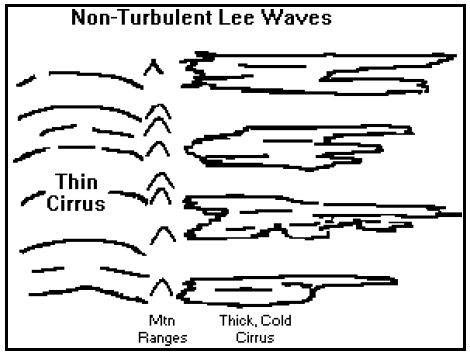 Non-Turbulent Lee Waves
Thin
Cirrus
Mtn
Ranges
Thick, Cold
Cirrus